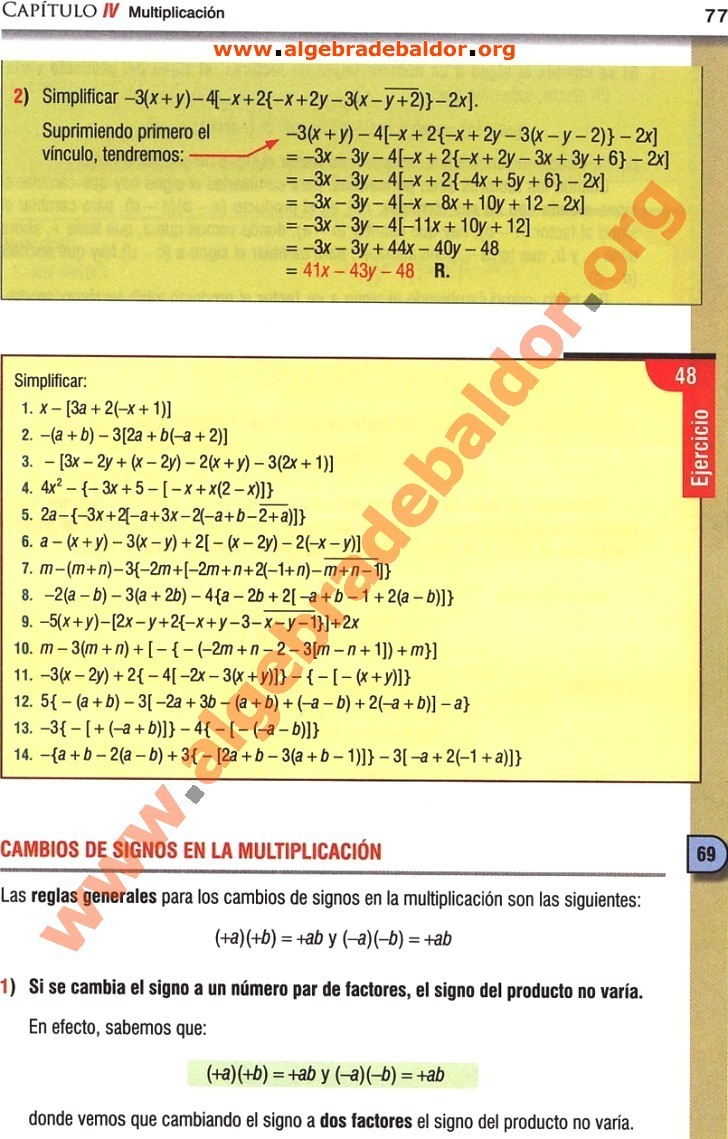 CAPÍTULO IV Multiplicación 77
www.algebradebaldor.org
2) Simplificar –3(x + y) – 4[–x + 2{–x + 2y – 3(x – y̅ ̅+̅ ̅2̅)} – 2x].
Suprimiendo primero el
vínculo, tendremos:
–3(x + y) – 4[–x + 2{–x + 2y – 3(x – y – 2)} – 2x]
= –3x – 3y – 4[–x + 2{–x + 2y – 3x + 3y + 6} – 2x]
= –3x – 3y – 4[–x + 2{–4x + 5y + 6} – 2x]
= –3x – 3y – 4[–x – 8x + 10y + 12 – 2x]
= –3x – 3y – 4[–11x + 10y + 12]
= –3x – 3y + 44x – 40y – 48
= 41x – 43y – 48 R.
48
Ejercicio
Simplificar:
1. x – [3a + 2(–x + 1)]
2. –(a + b) – 3[2a + b(–a + 2)]
3. – [3x – 2y + (x – 2y) – 2(x + y) – 3(2x + 1)]
4. 4x² – {– 3x + 5 – [ – x + x(2 – x)]}
5. 2a – {–3x + 2[–a + 3x – 2(–a + b – 2̅ ̅+̅ ̅a̅)]}
6. a – (x + y) – 3(x – y) + 2[ – (x – 2y) – 2(–x – y)]
7. m – (m + n) – 3{–2m + [–2m + n + 2(–1 + n) – m̅ ̅+̅ ̅n̅ ̅–̅ ̅1̅]}
8. –2(a – b) – 3(a + 2b) – 4{a – 2b + 2[ –a + b – 1 + 2(a – b)]}
9. –5(x + y) – [2x – y + 2{–x + y – 3 – x̅ ̅–̅ ̅y̅ ̅–̅ ̅1̅}] + 2x
10. m – 3(m + n) + [ – { – (–2m + n – 2 – 3[m – n + 1]) + m}]
11. –3(x – 2y) + 2{ – 4[ –2x – 3(x + y)]} – { – [ – (x + y)]}
12. 5{ – (a + b) – 3[ –2a + 3b – (a + b) + (–a – b) + 2(–a + b)] – a}
13. –3{ – [ + (–a + b)]} – 4{ – [ – (–a – b)]}
14. –{a + b – 2(a – b) + 3{ – [2a + b – 3(a + b – 1)]} – 3[ –a + 2(–1 + a)]}
www.algebradebaldor.org
CAMBIOS DE SIGNOS EN LA MULTIPLICACIÓN 69
Las reglas generales para los cambios de signos en la multiplicación son las siguientes:
(+a)(+b) = +ab y (–a)(–b) = +ab
1) Si se cambia el signo a un número par de factores, el signo del producto no varía.
En efecto, sabemos que:
(+a)(+b) = +ab y (–a)(–b) = +ab
donde vemos que cambiando el signo a dos factores el signo del producto no varía.